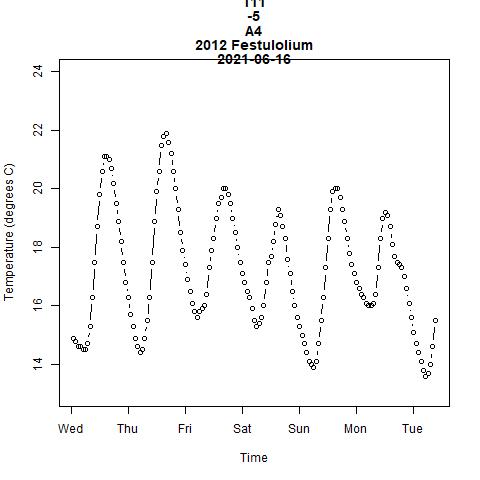 T11
-5
A4
2012 Festulolium
2021-06-16
Temperature (degrees C)
24
22
20
18
16
14
Wed Thu Fri Sat Sun Mon Tue
Time